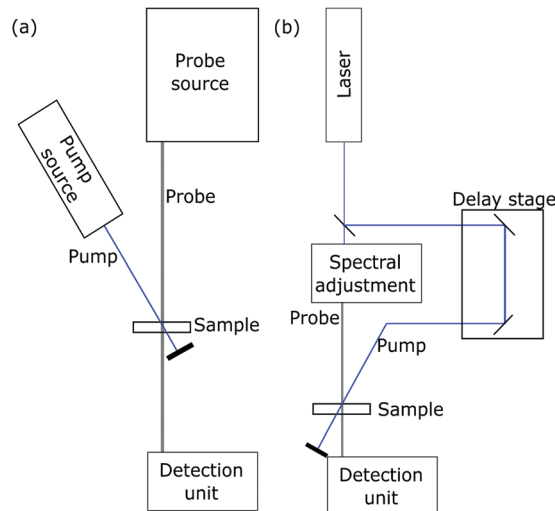 (a)
Probe
source
Pump
source
Probe
Pump
Sample
Detection
unit
(b)
Laser
Delay stage
Spectral
adjustment
Probe
Pump
Sample
Detection
unit